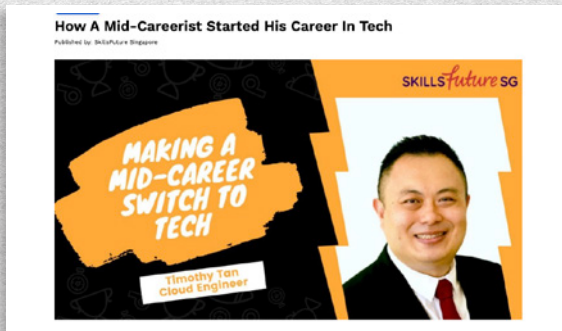 How A Mid-Careerist Started His Career In Tech
Published by: SkillsFuture Singapore
SKILLSfuture SG
MAKING A
MID-CAREER
SWITCH TO
TECH
Timothy Tan
Cloud Engineer